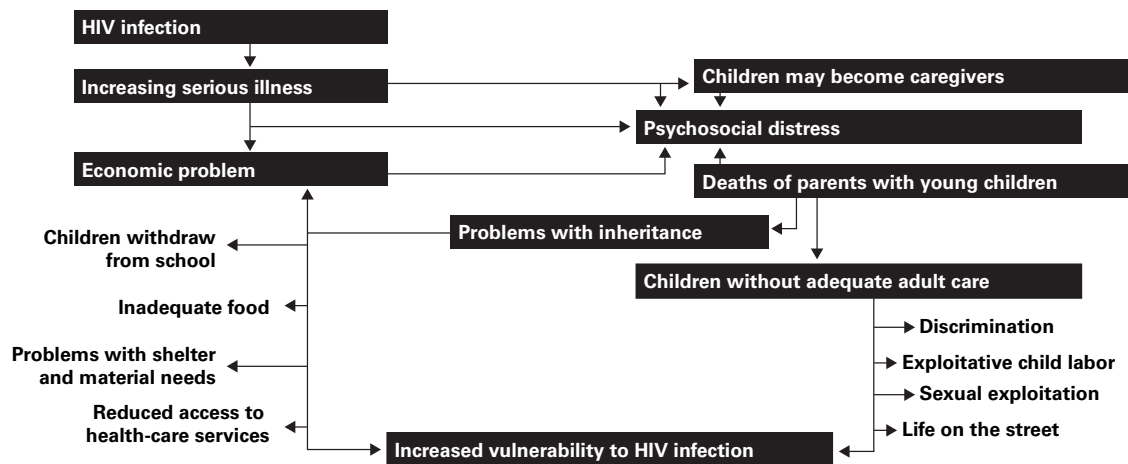 HIV infection
Increasing serious illness
Children may become caregivers
Psychosocial distress
Economic problem
Deaths of parents with young children
Problems with inheritance
Children withdraw
from school
Children without adequate adult care
Inadequate food
Discrimination
Problems with shelter
and material needs
Exploitative child labor
Sexual exploitation
Reduced access to
health-care services
Life on the street
Increased vulnerability to HIV infection